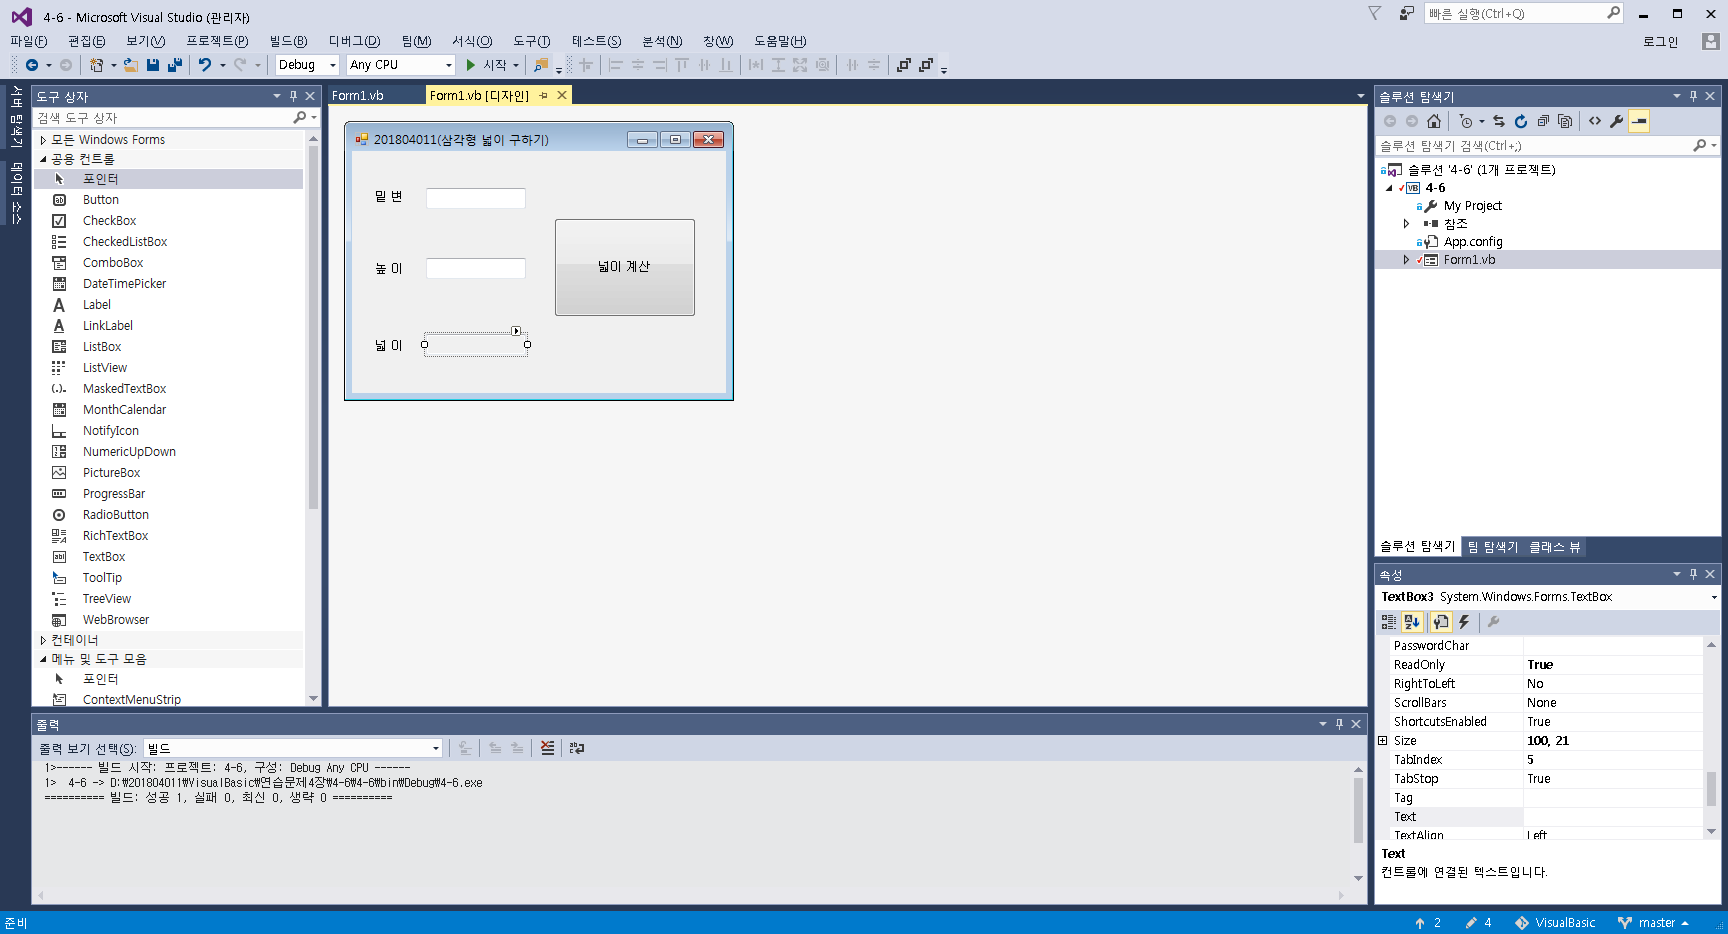 4-6 - Microsoft Visual Studio (관리자)
빠른 실행(Ctrl+Q)
파일(F) 편집(E) 보기(V) 프로젝트(P) 빌드(B) 디버그(D) 팀(M) 서식(O) 도구(T) 테스트(S) 분석(N) 창(W) 도움말(H)
로그인
Debug Any CPU 시작
서버 탐색기
데이터 소스
도구 상자
검색 도구 상자
모든 Windows Forms
공용 컨트롤
포인터
Button
CheckBox
CheckedListBox
ComboBox
DateTimePicker
Label
LinkLabel
ListBox
ListView
MaskedTextBox
MonthCalendar
NotifyIcon
NumericUpDown
PictureBox
ProgressBar
RadioButton
RichTextBox
TextBox
ToolTip
TreeView
WebBrowser
컨테이너
메뉴 및 도구 모음
포인터
ContextMenuStrip
Form1.vb Form1.vb [디자인]
201804011(삼각형 넓이 구하기)
밑 변
높 이
넓이 계산
넓 이
솔루션 탐색기
솔루션 탐색기 검색(Ctrl+;)
솔루션 '4-6' (1개 프로젝트)
4-6
My Project
참조
App.config
Form1.vb
솔루션 탐색기 팀 탐색기 클래스 뷰
속성
TextBox3 System.Windows.Forms.TextBox
PasswordChar
ReadOnly True
RightToLeft No
ScrollBars None
ShortcutsEnabled True
Size 100, 21
TabIndex 5
TabStop True
Tag
Text
TextAlign Left
Text
컨트롤에 연결된 텍스트입니다.
출력
출력 보기 선택(S): 빌드
1>------ 빌드 시작: 프로젝트: 4-6, 구성: Debug Any CPU ------
1> 4-6 -> D:₩201804011₩VisualBasic₩연습문제4장₩4-6₩4-6₩bin₩Debug₩4-6.exe
========== 빌드: 성공 1, 실패 0, 최신 0, 생략 0 ==========
준비
2 4 VisualBasic master